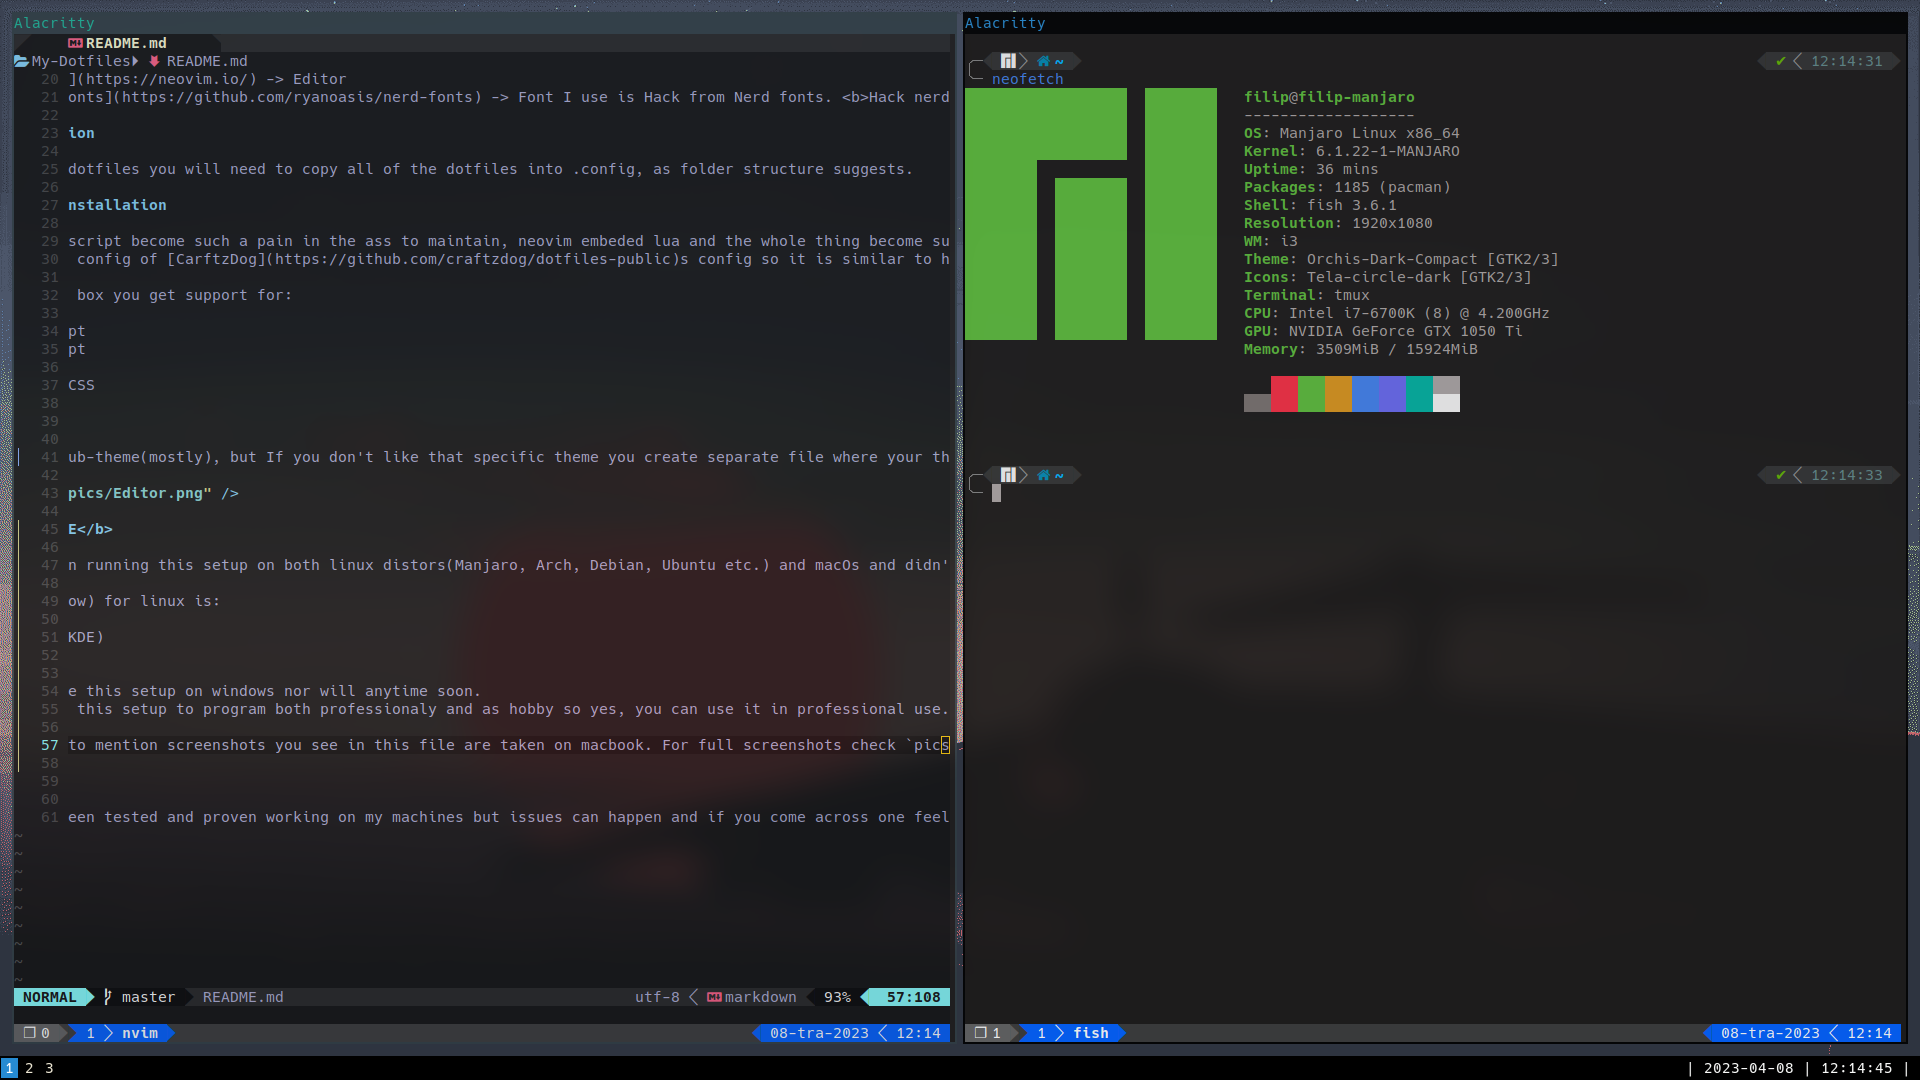 Alacritty
README.md
My-Dotfiles README.md
20 ](https://neovim.io/) -> Editor
21 onts](https://github.com/ryanoasis/nerd-fonts) -> Font I use is Hack from Nerd fonts. <b>Hack nerd
22
23 ion
24
25 dotfiles you will need to copy all of the dotfiles into .config, as folder structure suggests.
26
27 nstallation
28
29 script become such a pain in the ass to maintain, neovim embeded lua and the whole thing become su
30 config of [CarftzDog](https://github.com/craftzdog/dotfiles-public)s config so it is similar to h
31
32 box you get support for:
33
34 pt
35 pt
36
37 CSS
38
39
40
41 ub-theme(mostly), but If you don't like that specific theme you create separate file where your th
42
43 pics/Editor.png" />
44
45 E</b>
46
47 n running this setup on both linux distors(Manjaro, Arch, Debian, Ubuntu etc.) and macOs and didn'
48
49 ow) for linux is:
50
51 KDE)
52
53
54 e this setup on windows nor will anytime soon.
55 this setup to program both professionaly and as hobby so yes, you can use it in professional use.
56
57 to mention screenshots you see in this file are taken on macbook. For full screenshots check `pics
58
59
60
61 een tested and proven working on my machines but issues can happen and if you come across one feel
~
~
~
~
~
~
~
~
~
NORMAL master README.md utf-8 markdown 93% 57:108
0 1 nvim 08-tra-2023 12:14
Alacritty
~ ✔ 12:14:31
neofetch
filip@filip-manjaro
-------------------
OS: Manjaro Linux x86_64
Kernel: 6.1.22-1-MANJARO
Uptime: 36 mins
Packages: 1185 (pacman)
Shell: fish 3.6.1
Resolution: 1920x1080
WM: i3
Theme: Orchis-Dark-Compact [GTK2/3]
Icons: Tela-circle-dark [GTK2/3]
Terminal: tmux
CPU: Intel i7-6700K (8) @ 4.200GHz
GPU: NVIDIA GeForce GTX 1050 Ti
Memory: 3509MiB / 15924MiB
~ ✔ 12:14:33
1 1 fish 08-tra-2023 12:14
1 2 3 | 2023-04-08 | 12:14:45 |